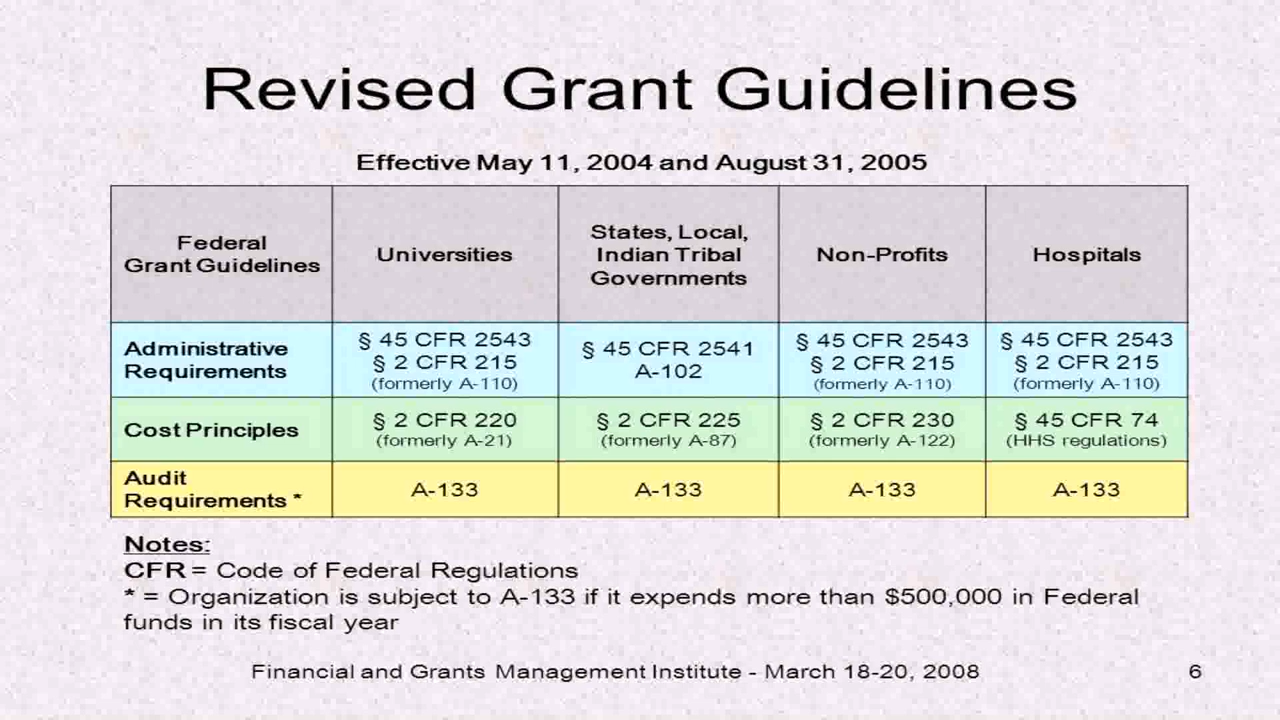 Revised Grant Guidelines
Effective May 11, 2004 and August 31, 2005
Federal
Grant Guidelines
Universities
States, Local,
Indian Tribal
Governments
Non-Profits
Hospitals
Administrative
Requirements
§ 45 CFR 2543
§ 2 CFR 215
(formerly A-110)
§ 45 CFR 2541
A-102
§ 45 CFR 2543
§ 2 CFR 215
(formerly A-110)
§ 45 CFR 2543
§ 2 CFR 215
(formerly A-110)
Cost Principles
§ 2 CFR 220
(formerly A-21)
§ 2 CFR 225
(formerly A-87)
§ 2 CFR 230
(formerly A-122)
§ 45 CFR 74
(HHS regulations)
Audit
Requirements *
A-133
A-133
A-133
A-133
Notes:
CFR = Code of Federal Regulations
* = Organization is subject to A-133 if it expends more than $500,000 in Federal
funds in its fiscal year
Financial and Grants Management Institute - March 18-20, 2008
6